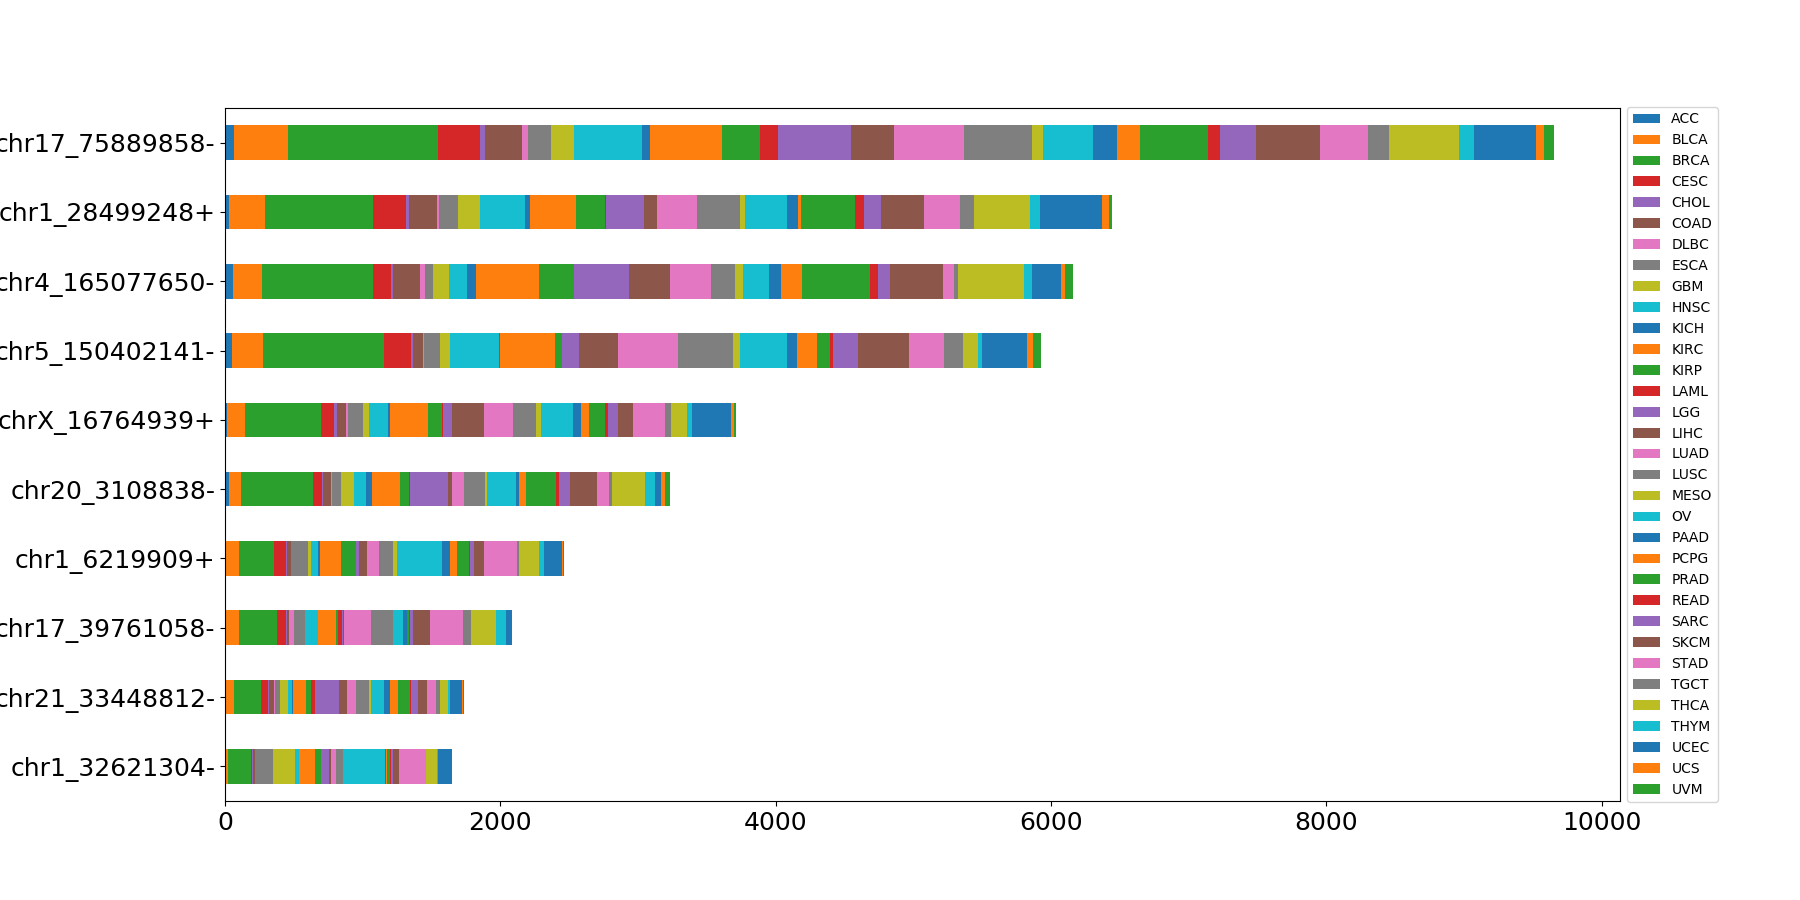 chr17_75889858-
chr1_28499248+
chr4_165077650-
chr5_150402141-
chrX_16764939+
chr20_3108838-
chr1_6219909+
chr17_39761058-
chr21_33448812-
chr1_32621304-
0 2000 4000 6000 8000 10000
ACC
BLCA
BRCA
CESC
CHOL
COAD
DLBC
ESCA
GBM
HNSC
KICH
KIRC
KIRP
LAML
LGG
LIHC
LUAD
LUSC
MESO
OV
PAAD
PCPG
PRAD
READ
SARC
SKCM
STAD
TGCT
THCA
THYM
UCEC
UCS
UVM